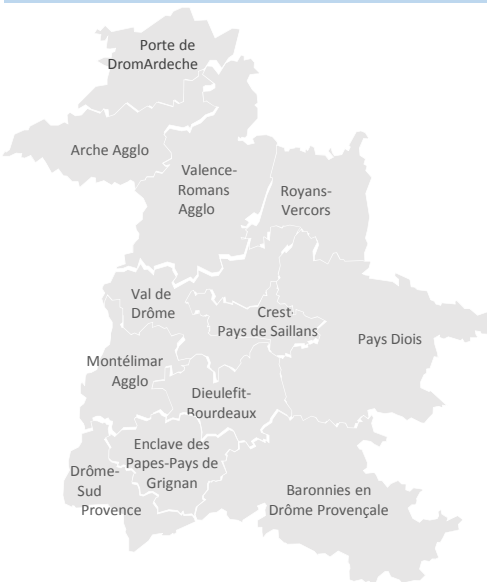 Porte de
DromArdeche
Arche Agglo
Valence-
Romans
Agglo
Royans-
Vercors
Val de
Drôme
Crest
Pays de Saillans
Pays Diois
Montélimar
Agglo
Dieulefit-
Bourdeaux
Enclave des
Papes-Pays de
Grignan
Drôme-
Sud
Provence
Baronnies en
Drôme Provençale